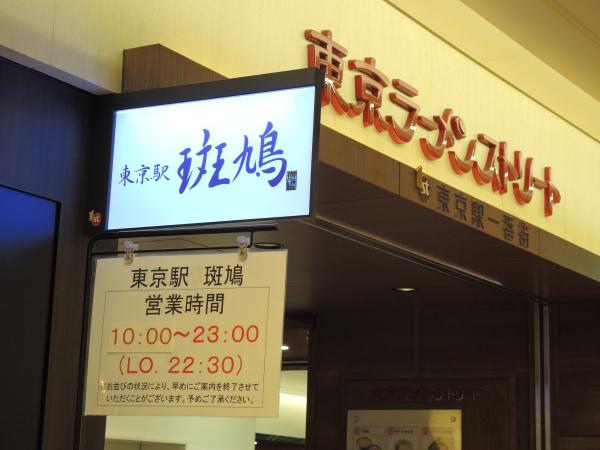 東京ラーメンストリート
東京駅一番街
東京駅 斑鳩
東京駅 斑鳩
営業時間
10:00～23:00
(LO. 22:30)
※お並びの状況により、早めにご案内を終了させて
いただくことがございます。予めご了承ください。